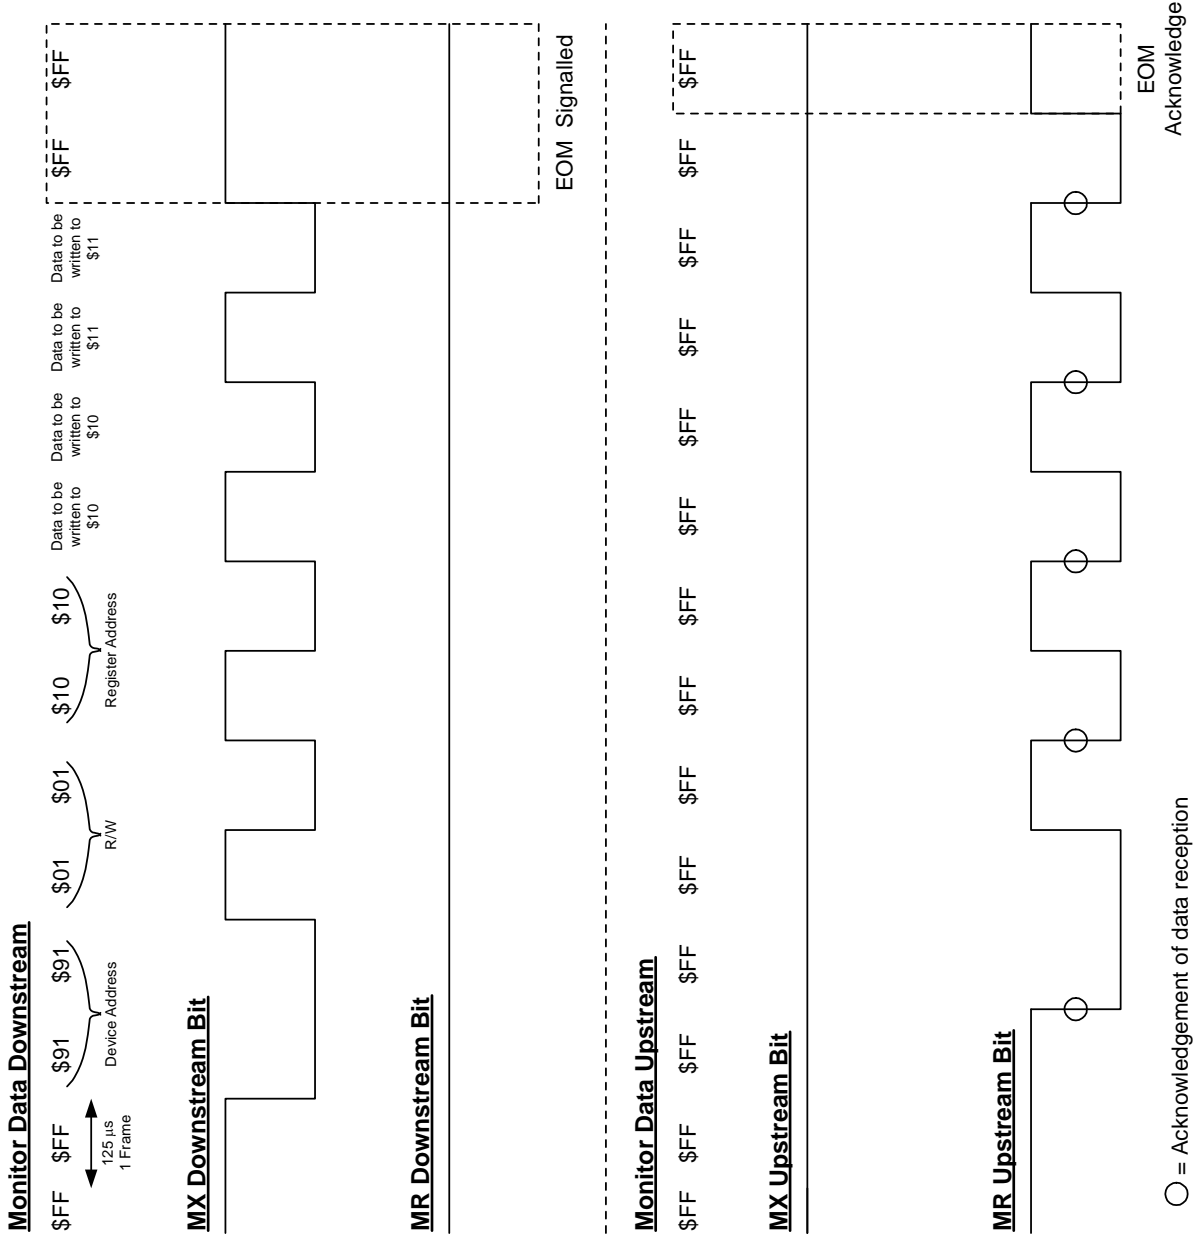 Monitor Data Downstream
$FF $FF $91 $91 $01 $01 $10 $10
Data to be
written to
$10
Data to be
written to
$10
Data to be
written to
$11
Data to be
written to
$11
$FF $FF
125 µs
1 Frame
Device Address
R/W
Register Address
MX Downstream Bit
MR Downstream Bit
EOM Signalled
Monitor Data Upstream
$FF $FF $FF $FF $FF $FF $FF $FF $FF $FF $FF $FF $FF $FF
MX Upstream Bit
MR Upstream Bit
EOM
Acknowledge
= Acknowledgement of data reception